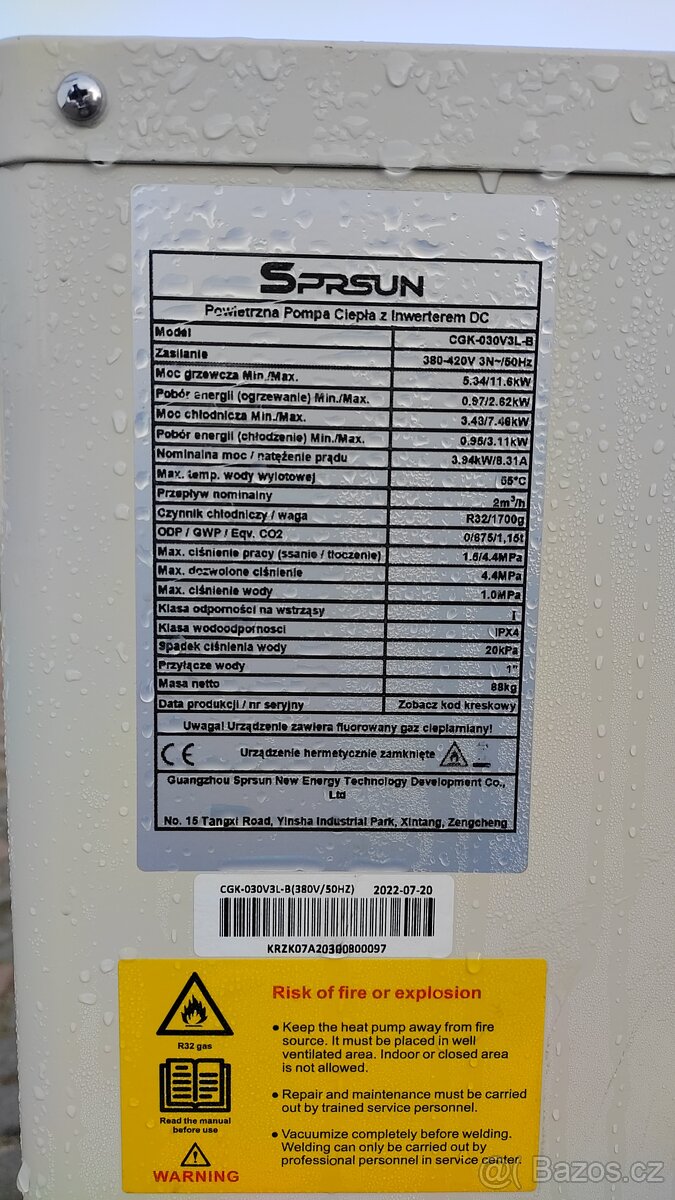 SPRSUN
Powietrzna Pompa Ciepła z Inwerterem DC
Model CGK-030V3L-B
Zasilanie 380-420V 3N~/50Hz
Moc grzewcza Min./Max. 5.34/11.6kW
Pobór energii (ogrzewanie) Min./Max. 0.97/2.62kW
Moc chłodnicza Min./Max. 3.43/7.46kW
Pobór energii (chłodzenie) Min./Max. 0.95/3.11kW
Nominalna moc / natężenie prądu 3.94kW/8.31A
Max. temp. wody wylotowej 55°C
Przepływ nominalny 2m³/h
Czynnik chłodniczy / waga R32/1700g
ODP / GWP / Eqv. CO2 0/675/1,15t
Max. ciśnienie pracy (ssanie / tłoczenie) 1.6/4.4MPa
Max. dozwolone ciśnienie 4.4MPa
Max. ciśnienie wody 1.0MPa
Klasa odporności na wstrząsy I
Klasa wodoodporności IPX4
Spadek ciśnienia wody 20kPa
Przyłącze wody 1"
Masa netto 88kg
Data produkcji / nr seryjny Zobacz kod kreskowy
Uwaga! Urządzenie zawiera fluorowany gaz cieplarniany!
CE Urządzenie hermetycznie zamknięte
Guangzhou Sprsun New Energy Technology Development Co.,
Ltd
No. 15 Tangxi Road, Yinsha Industrial Park, Xintang, Zengcheng
CGK-030V3L-B(380V/50HZ) 2022-07-20
KRZK07A20300800097
Risk of fire or explosion
R32 gas
• Keep the heat pump away from fire
source. It must be placed in well
ventilated area. Indoor or closed area
is not allowed.
Read the manual
before use
• Repair and maintenance must be carried
out by trained service personnel.
WARNING
• Vacuumize completely before welding.
Welding can only be carried out by
professional personnel in service center.
@ Bazos.cz